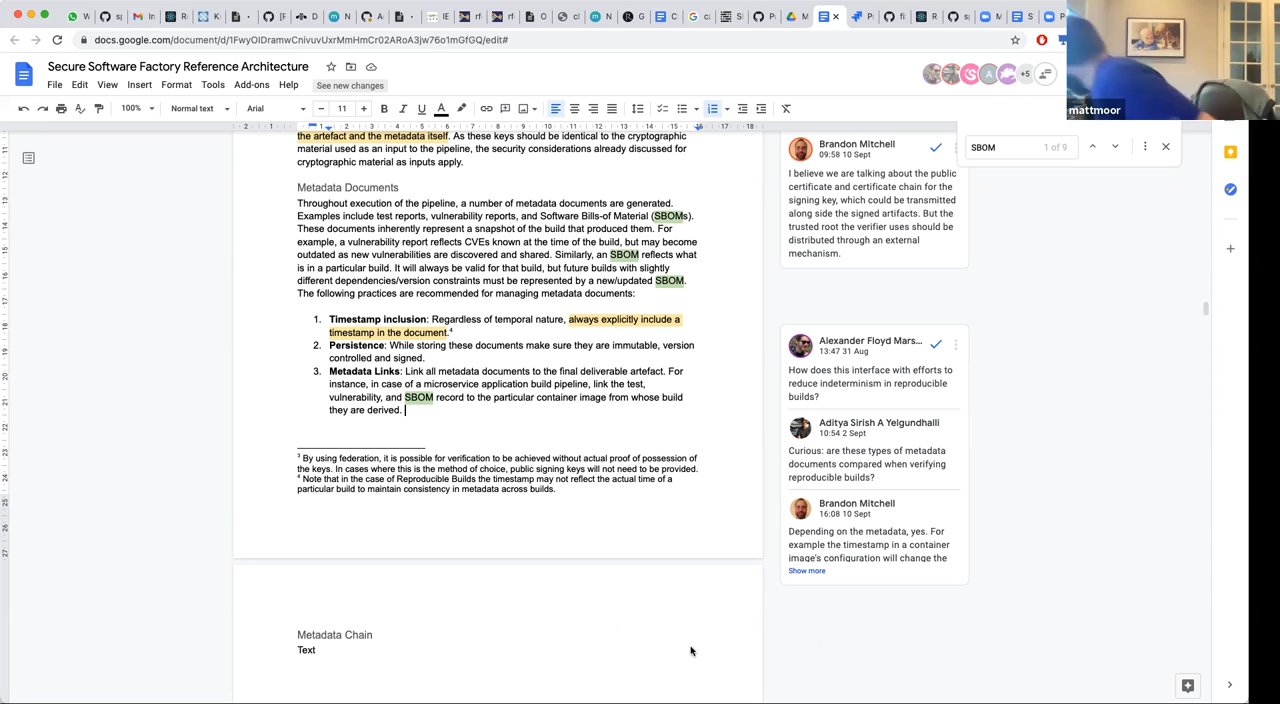 docs.google.com/document/d/1FwyOIDramwCnivuvUxrMmHmCr02ARoA3jw76o1mGfGQ/edit#
mattmoor
Secure Software Factory Reference Architecture
File Edit View Insert Format Tools Add-ons Help See new changes
+5
100% Normal text Arial 11
SBOM 1 of 9
the artefact and the metadata itself. As these keys should be identical to the cryptographic
material used as an input to the pipeline, the security considerations already discussed for
cryptographic material as inputs apply.
Metadata Documents
Throughout execution of the pipeline, a number of metadata documents are generated.
Examples include test reports, vulnerability reports, and Software Bills-of Material (SBOMs).
These documents inherently represent a snapshot of the build that produced them. For
example, a vulnerability report reflects CVEs known at the time of the build, but may become
outdated as new vulnerabilities are discovered and shared. Similarly, an SBOM reflects what
is in a particular build. It will always be valid for that build, but future builds with slightly
different dependencies/version constraints must be represented by a new/updated SBOM.
The following practices are recommended for managing metadata documents:
1. Timestamp inclusion: Regardless of temporal nature, always explicitly include a
timestamp in the document.4
2. Persistence: While storing these documents make sure they are immutable, version
controlled and signed.
3. Metadata Links: Link all metadata documents to the final deliverable artefact. For
instance, in case of a microservice application build pipeline, link the test,
vulnerability, and SBOM record to the particular container image from whose build
they are derived.
3 By using federation, it is possible for verification to be achieved without actual proof of possession of
the keys. In cases where this is the method of choice, public signing keys will not need to be provided.
4 Note that in the case of Reproducible Builds the timestamp may not reflect the actual time of a
particular build to maintain consistency in metadata across builds.
Metadata Chain
Text
Brandon Mitchell
09:58 10 Sept
I believe we are talking about the public
certificate and certificate chain for the
signing key, which could be transmitted
along side the signed artifacts. But the
trusted root the verifier uses should be
distributed through an external
mechanism.
Alexander Floyd Mars...
13:47 31 Aug
How does this interface with efforts to
reduce indeterminism in reproducible
builds?
Aditya Sirish A Yelgundhalli
10:54 2 Sept
Curious: are these types of metadata
documents compared when verifying
reproducible builds?
Brandon Mitchell
16:08 10 Sept
Depending on the metadata, yes. For
example the timestamp in a container
image's configuration will change the
Show more